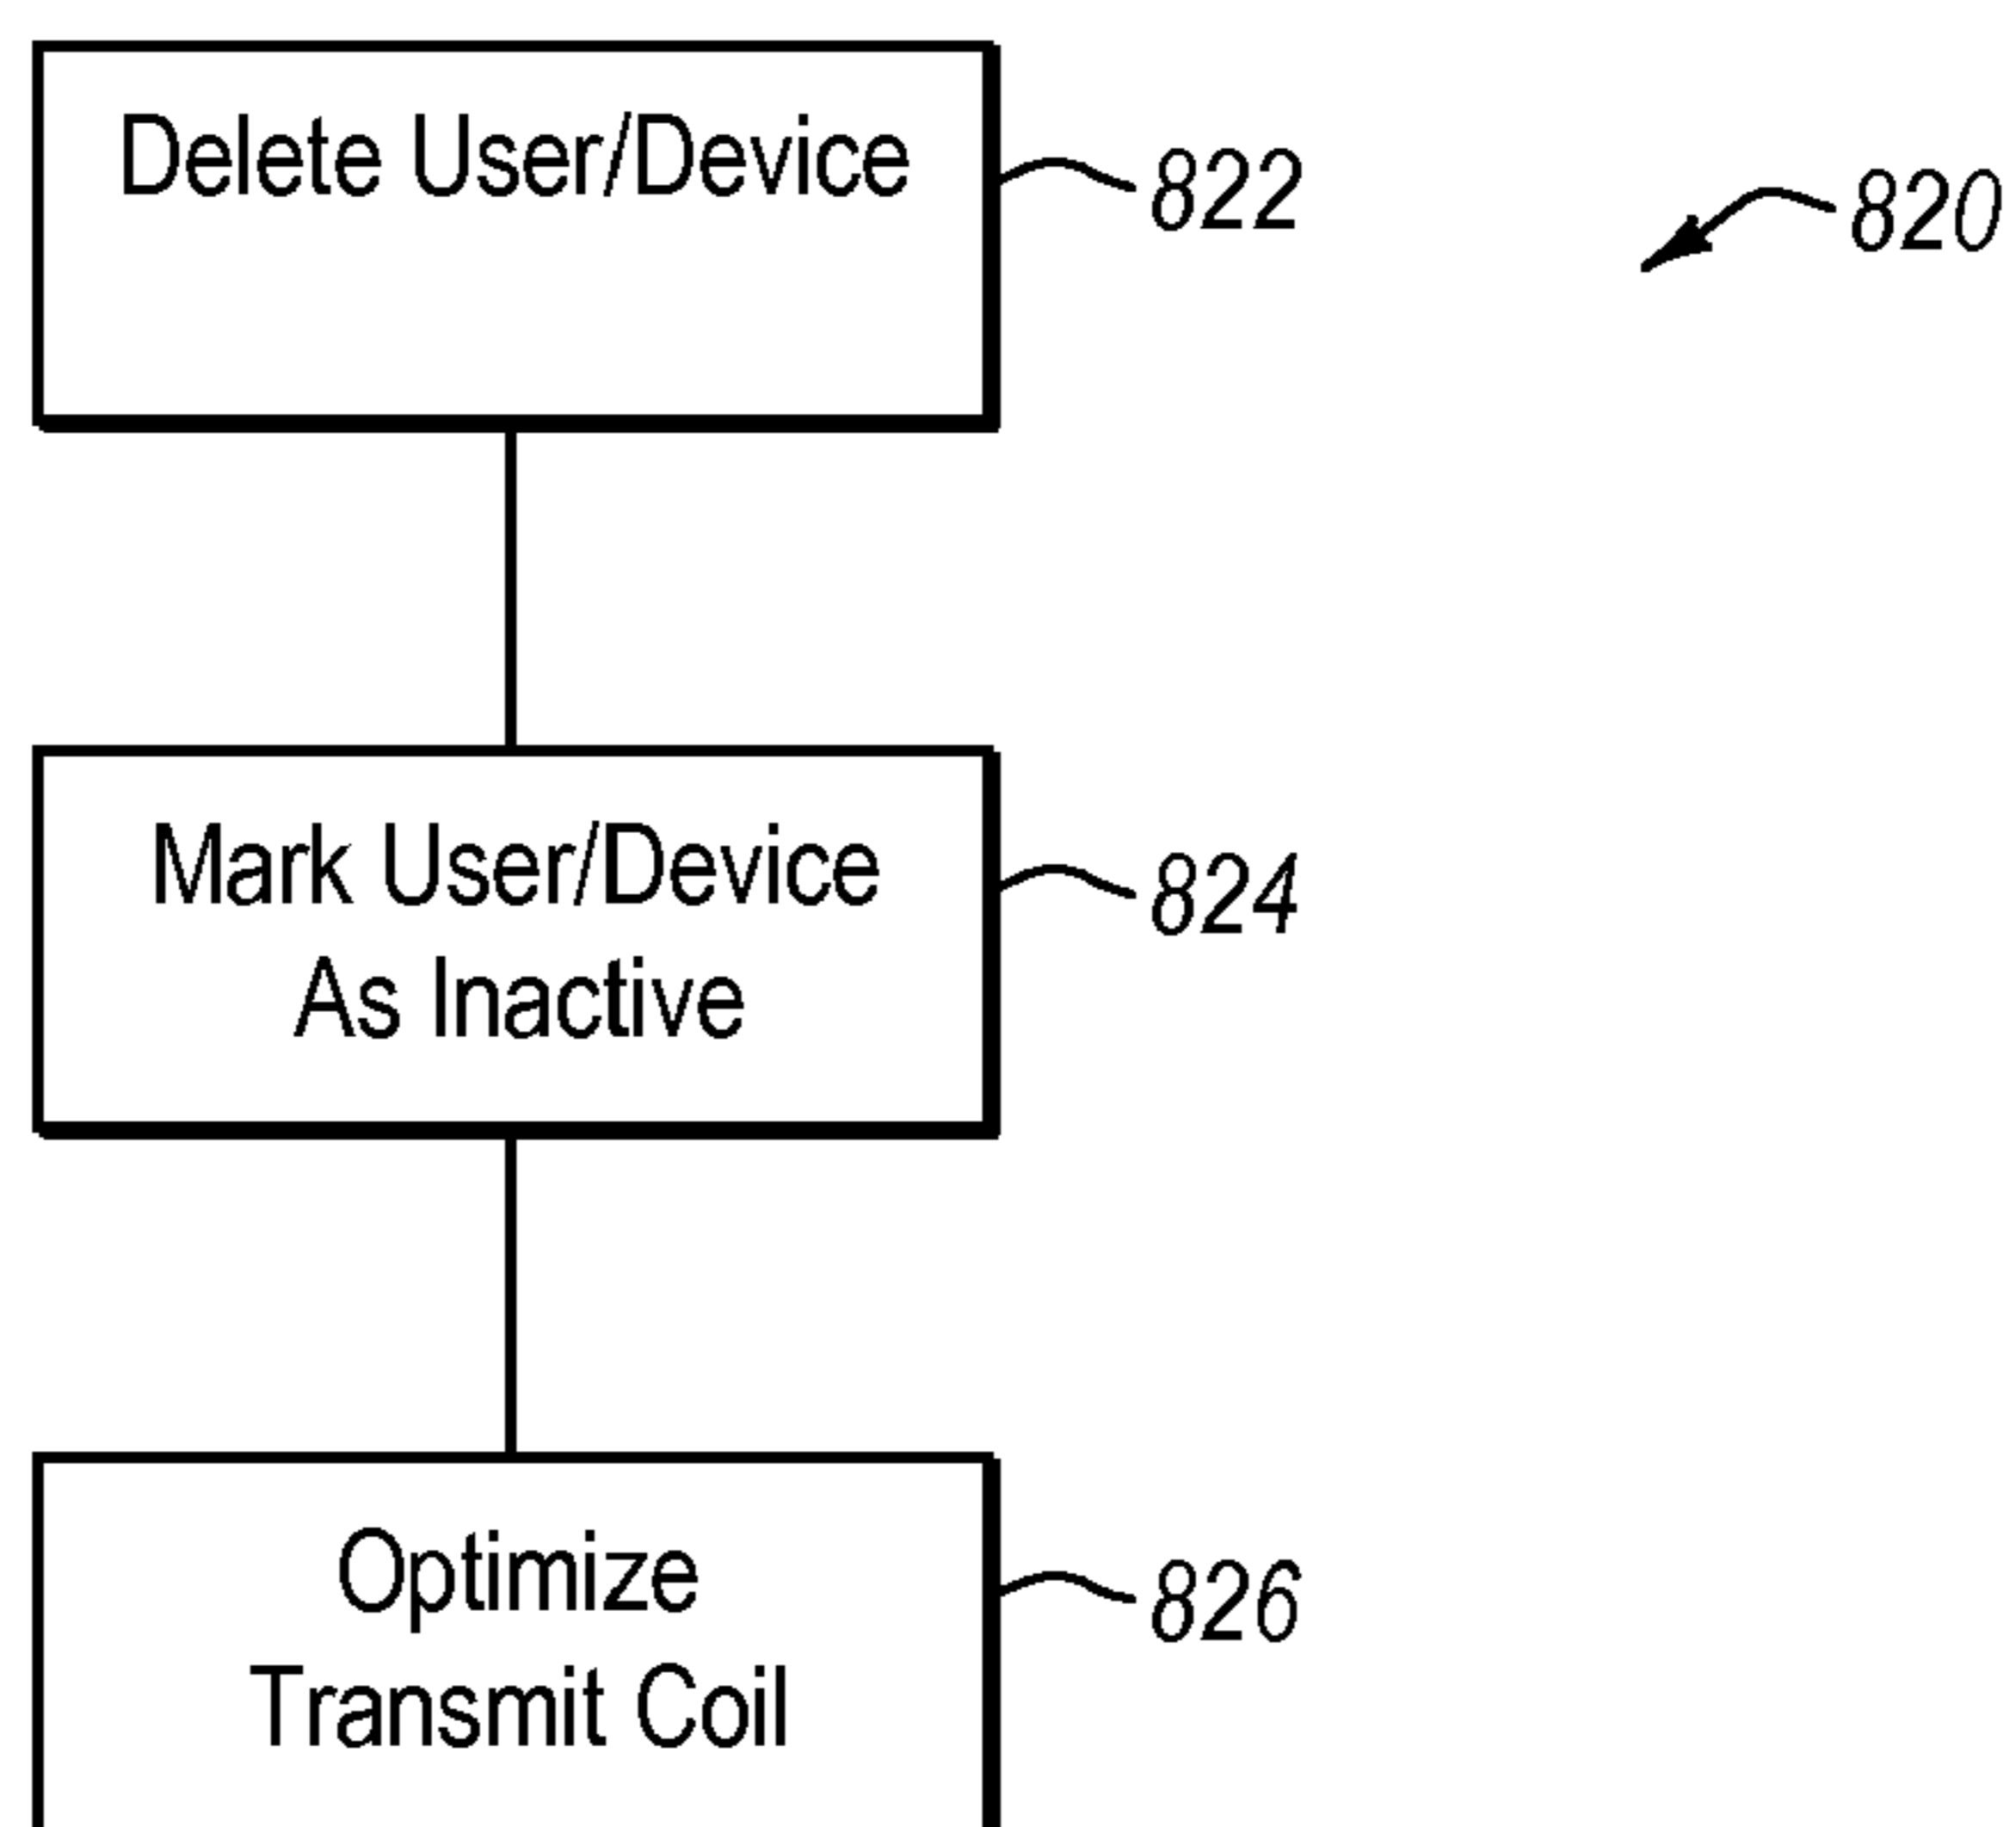 Delete User/Device
822
820
Mark User/Device
As Inactive
824
Optimize
Transmit Coil
826